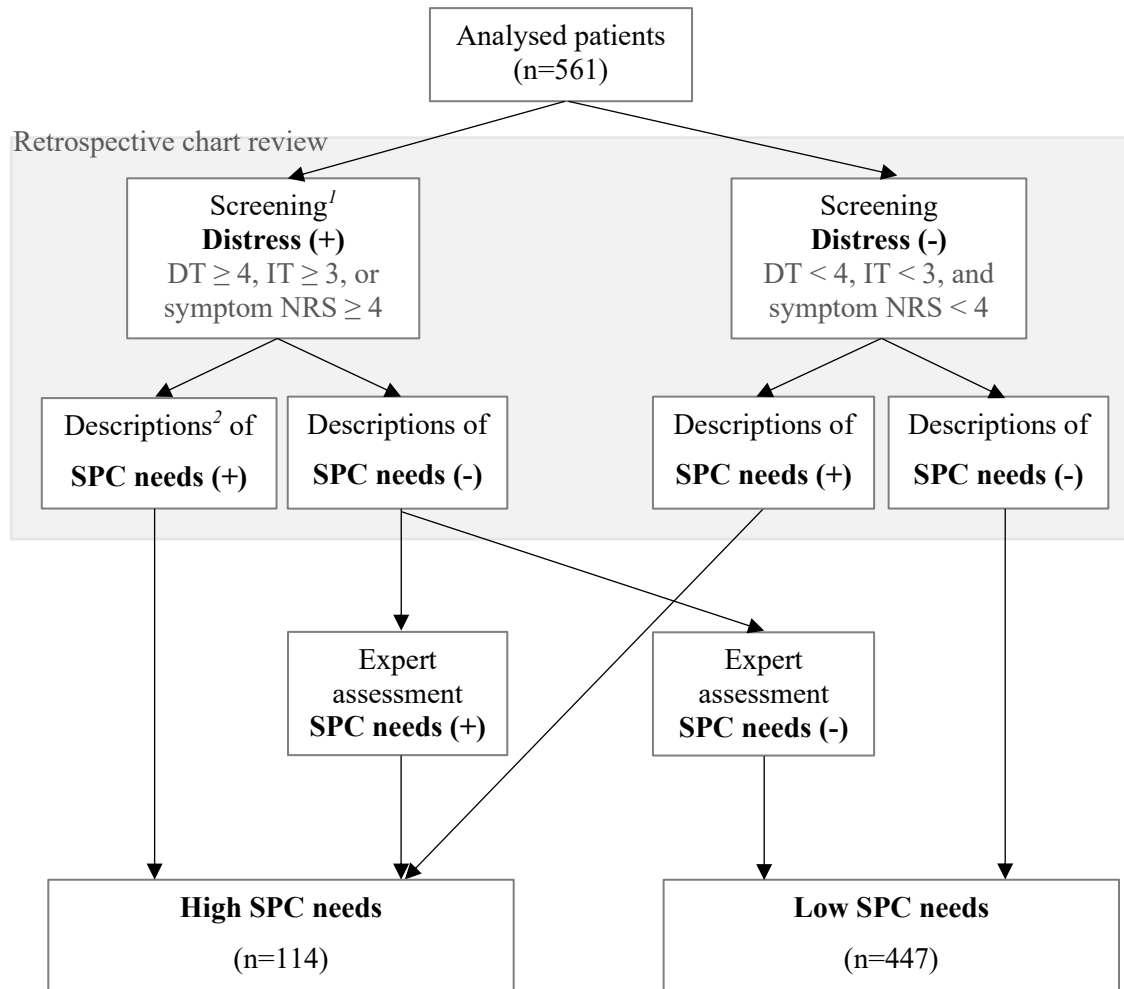 Analysed patients
(n=561)
Retrospective chart review
Screening¹
Distress (+)
DT ≥ 4, IT ≥ 3, or
symptom NRS ≥ 4
Screening
Distress (-)
DT < 4, IT < 3, and
symptom NRS < 4
Descriptions² of
SPC needs (+)
Descriptions of
SPC needs (-)
Descriptions of
SPC needs (+)
Descriptions of
SPC needs (-)
Expert
assessment
SPC needs (+)
Expert
assessment
SPC needs (-)
High SPC needs
(n=114)
Low SPC needs
(n=447)